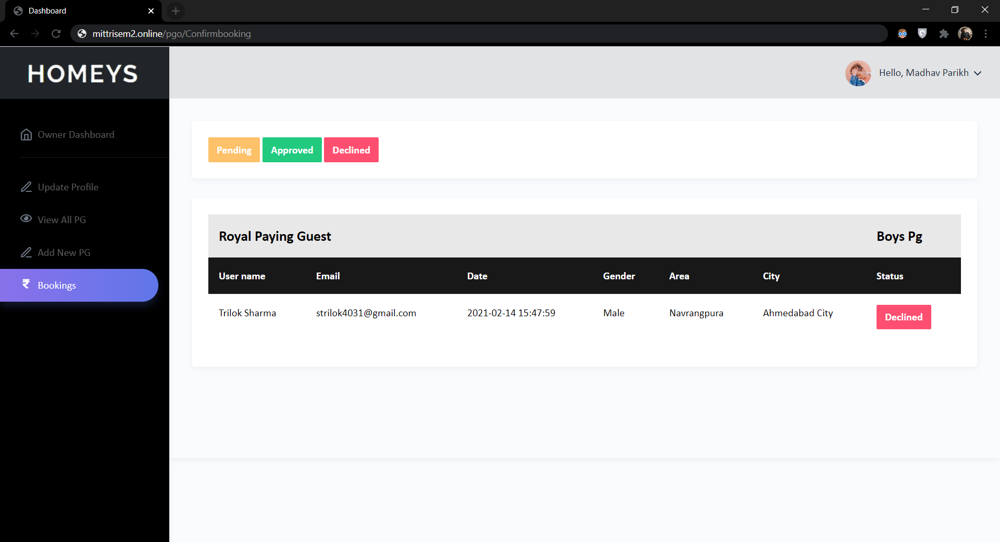 Dashboard
mittrisem2.online/pgo/Confirmbooking
HOMEYS
Hello, Madhav Parikh
Owner Dashboard
Update Profile
View All PG
Add New PG
Bookings
Pending Approved Declined
Royal Paying Guest Boys Pg
User name Email Date Gender Area City Status
Trilok Sharma strilok4031@gmail.com 2021-02-14 15:47:59 Male Navrangpura Ahmedabad City Declined